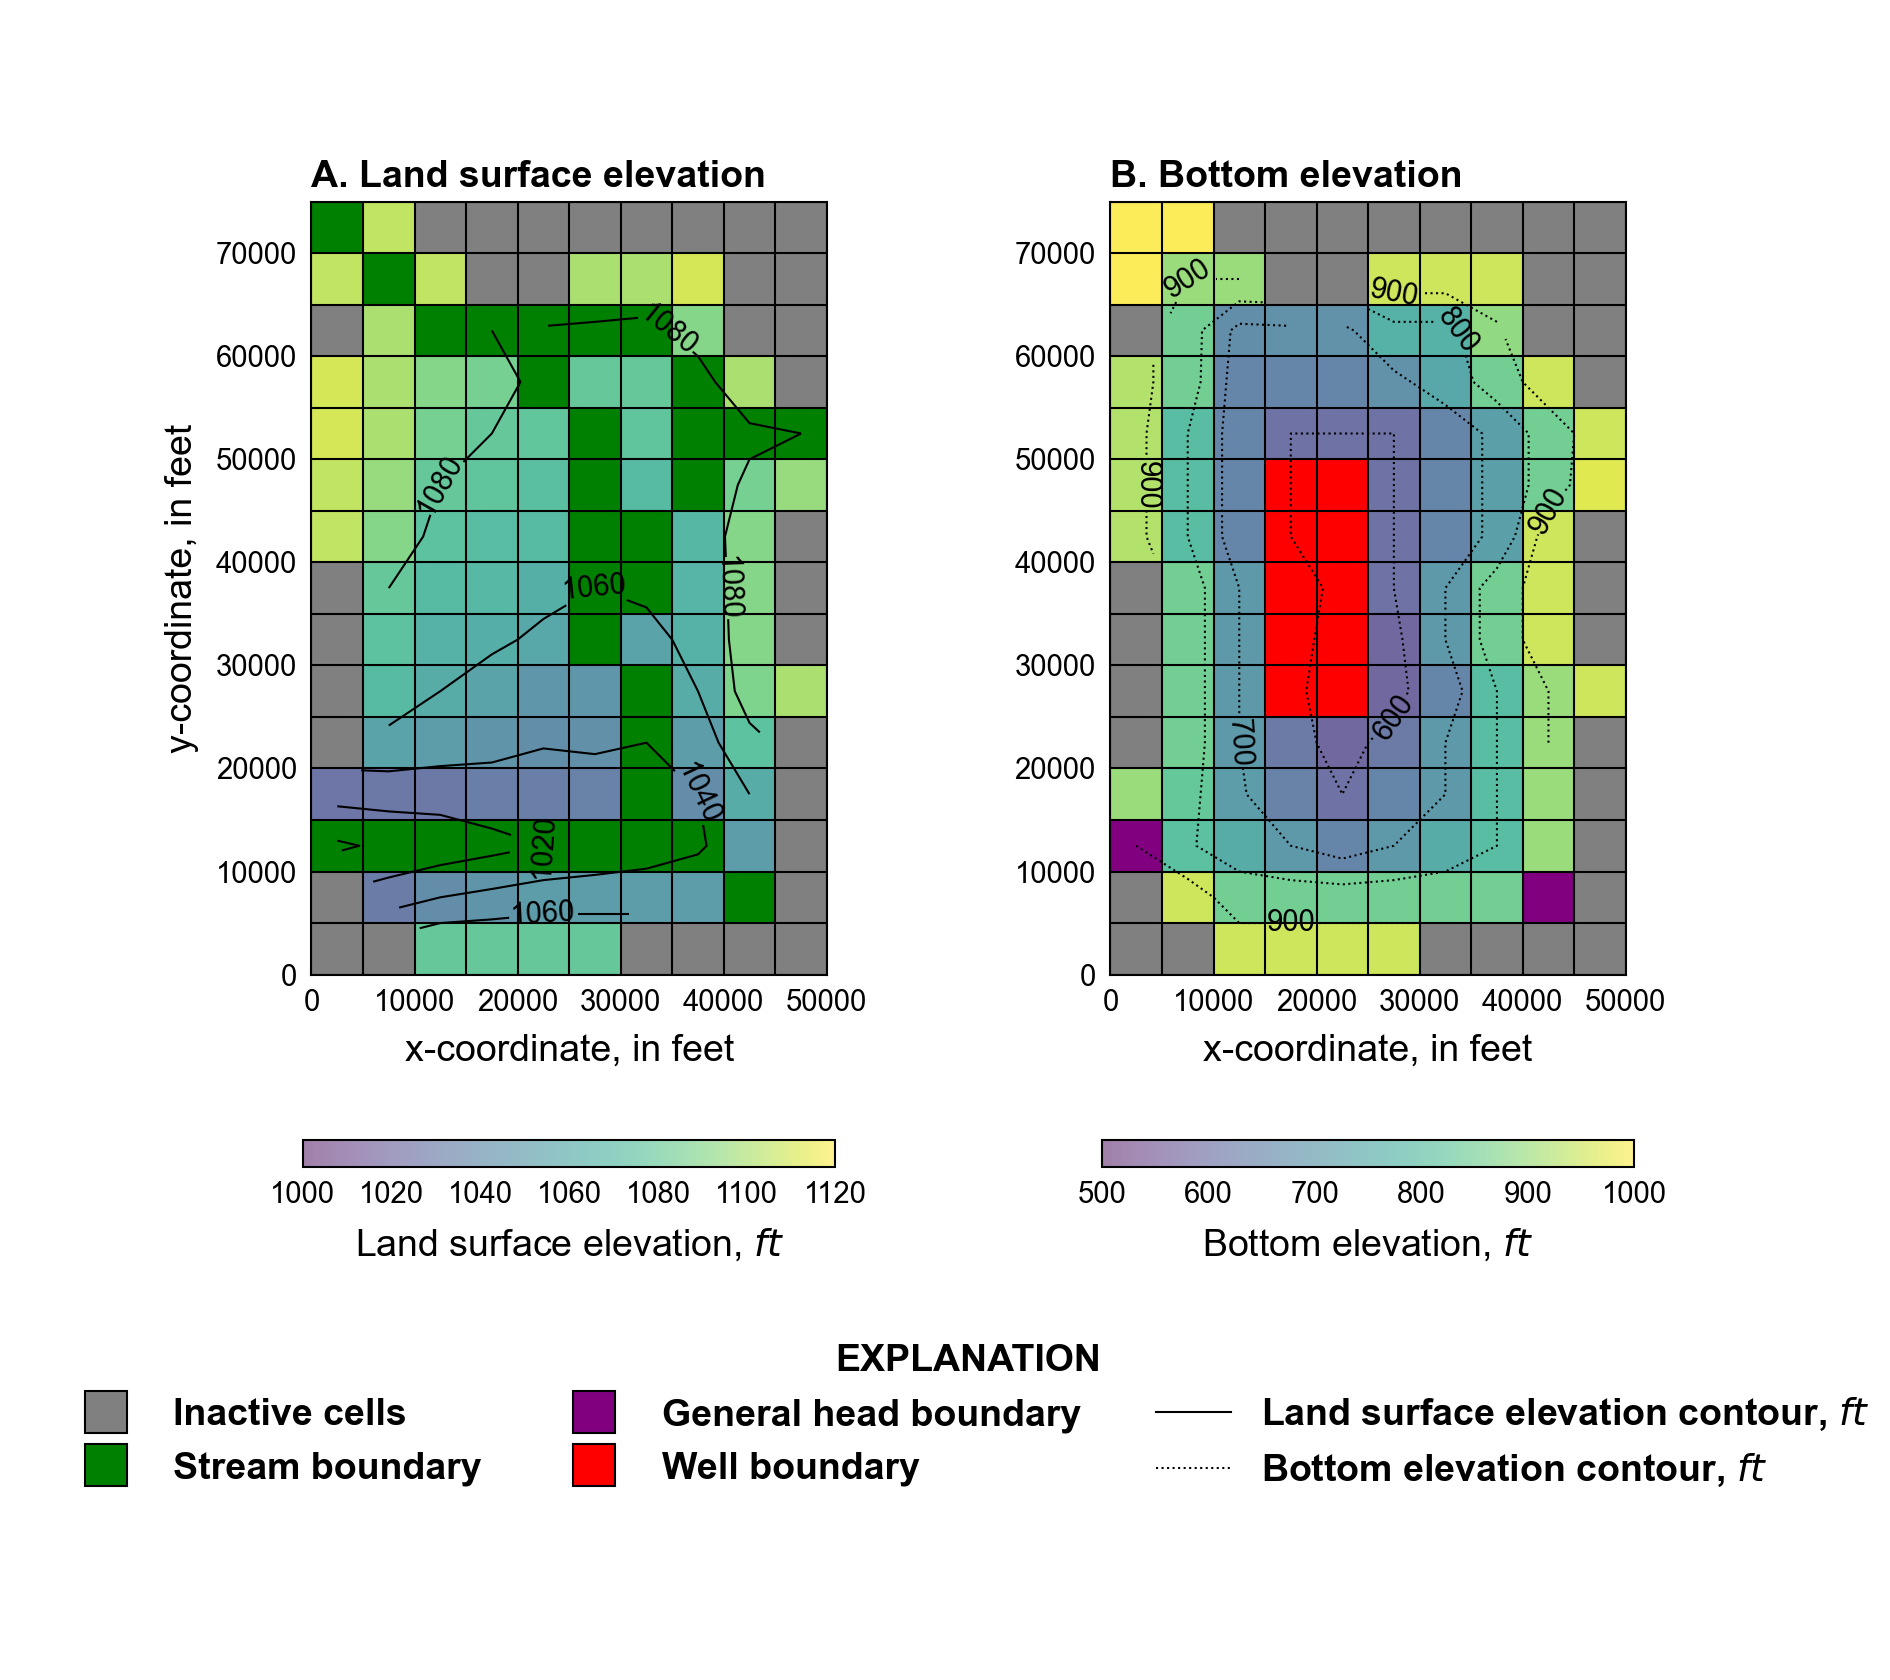 A. Land surface elevation
70000
60000
50000
40000
30000
20000
10000
0
y-coordinate, in feet
1080
1080
1060
1080
1040
1020
1060
0 10000 20000 30000 40000 50000
x-coordinate, in feet
1000 1020 1040 1060 1080 1100 1120
Land surface elevation, ft
B. Bottom elevation
70000
60000
50000
40000
30000
20000
10000
0
900
900
800
900
900
600
700
900
0 10000 20000 30000 40000 50000
x-coordinate, in feet
500 600 700 800 900 1000
Bottom elevation, ft
EXPLANATION
Inactive cells
Stream boundary
General head boundary
Well boundary
Land surface elevation contour, ft
Bottom elevation contour, ft